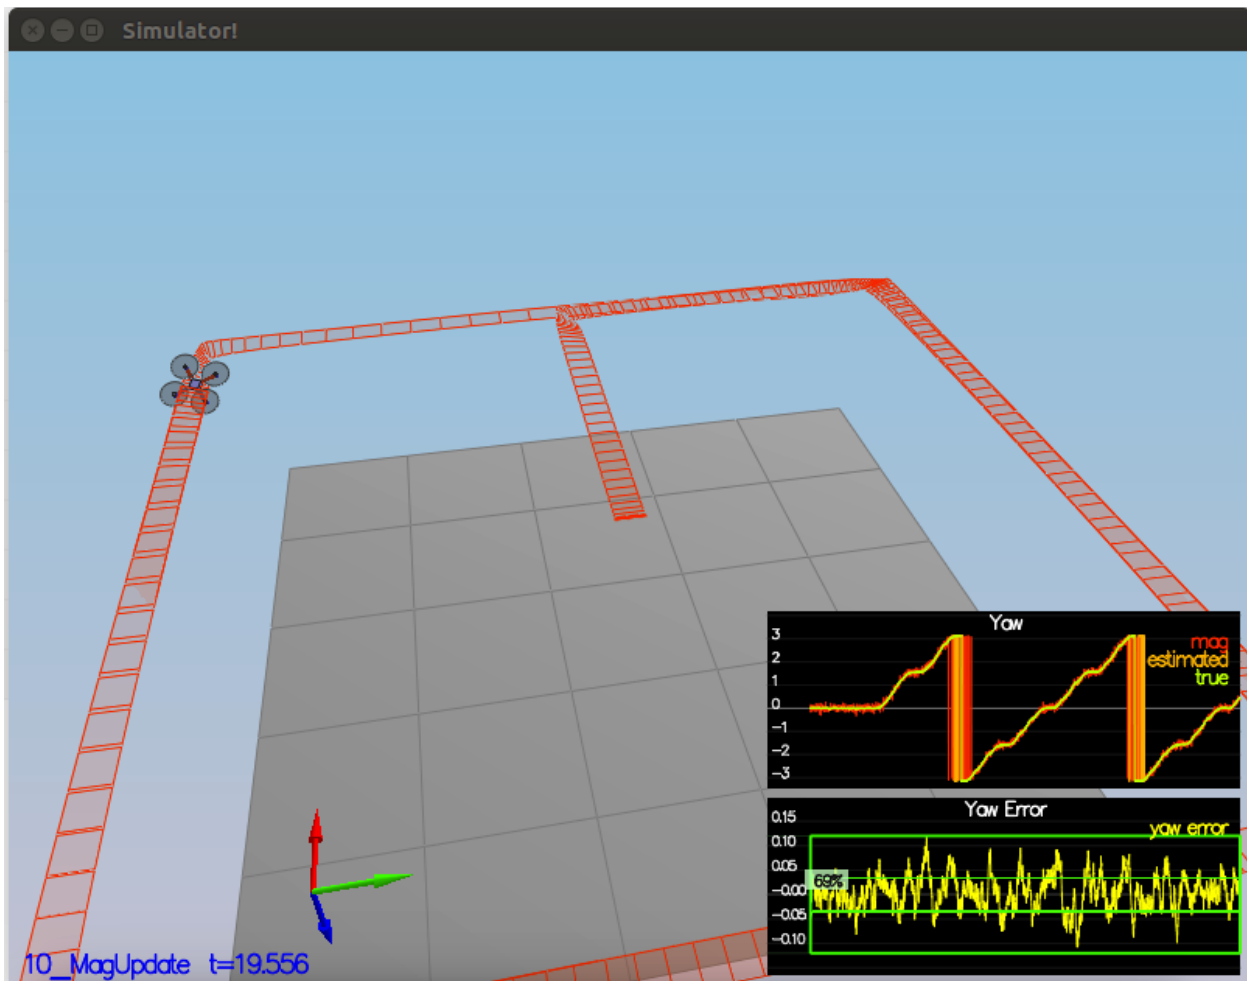 Simulator!
Yaw
3
2
1
0
−1
−2
−3
mag
estimated
true
Yaw Error
0.15
0.10
0.05
−0.00
−0.05
−0.10
yaw error
69%
10_MagUpdate t=19.556